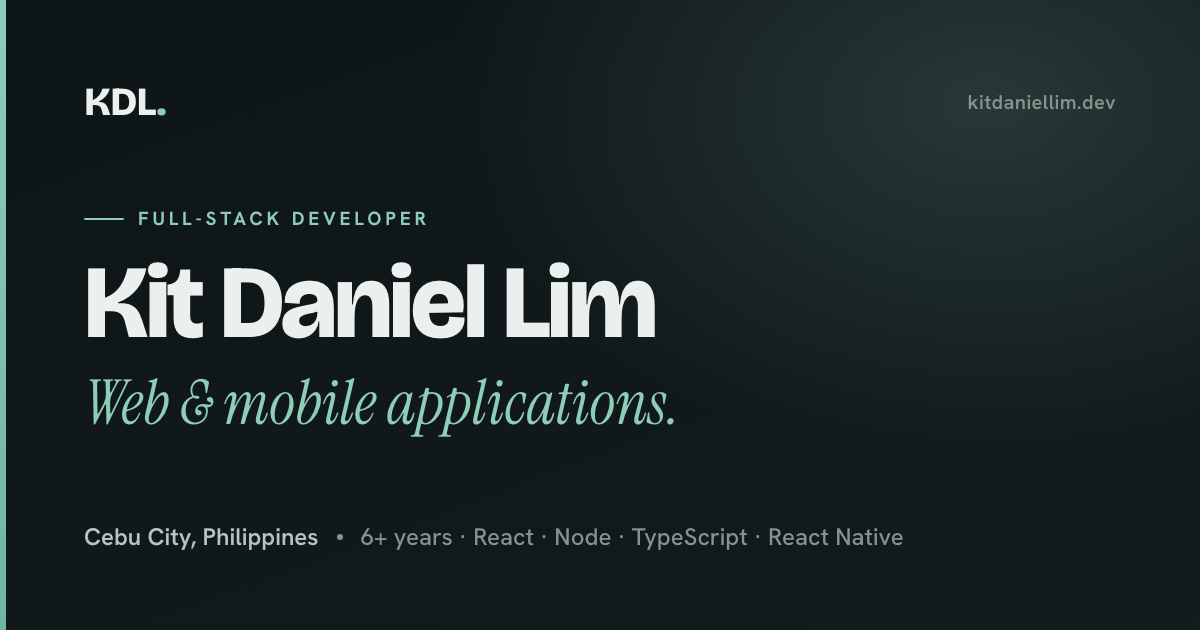 KDL.
kitdaniellim.dev
FULL-STACK DEVELOPER
Kit Daniel Lim
Web & mobile applications.
Cebu City, Philippines • 6+ years · React · Node · TypeScript · React Native